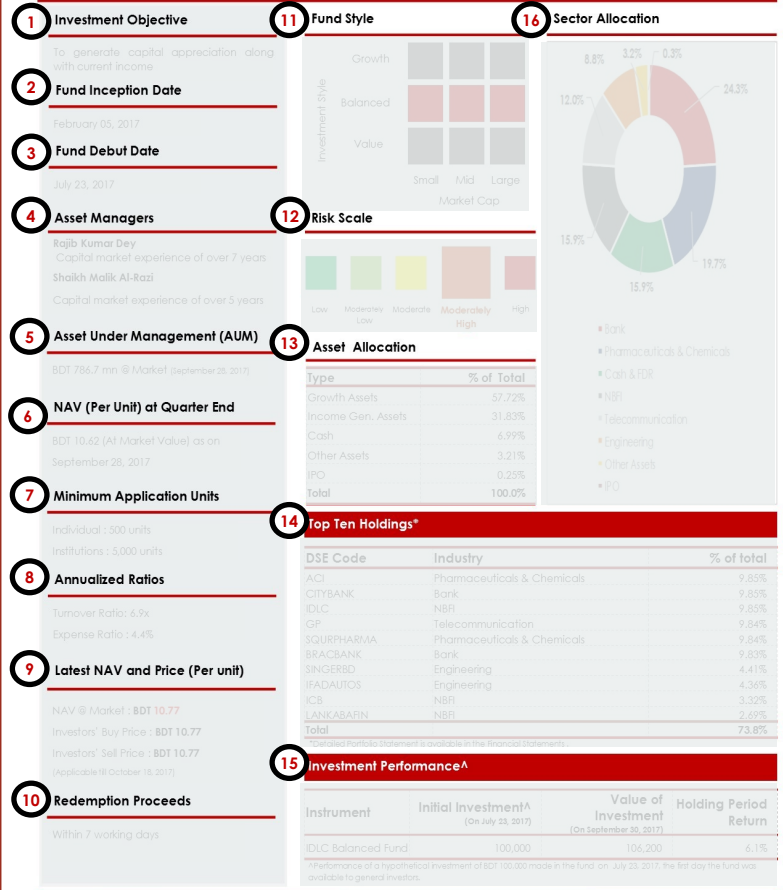 1 Investment Objective
To generate capital appreciation along
with current income
2 Fund Inception Date
February 05, 2017
3 Fund Debut Date
July 23, 2017
4 Asset Managers
Rajib Kumar Dey
Capital market experience of over 7 years
Shaikh Malik Al-Razi
Capital market experience of over 5 years
5 Asset Under Management (AUM)
BDT 786.7 mn @ Market (September 28, 2017)
6 NAV (Per Unit) at Quarter End
BDT 10.62 (At Market Value) as on
September 28, 2017
7 Minimum Application Units
Individual : 500 units
Institutions : 5,000 units
8 Annualized Ratios
Turnover Ratio: 6.9x
Expense Ratio : 4.4%
9 Latest NAV and Price (Per unit)
NAV @ Market : BDT 10.77
Investors' Buy Price : BDT 10.77
Investors' Sell Price : BDT 10.77
(Applicable till October 18, 2017)
10 Redemption Proceeds
Within 7 working days
11 Fund Style
Investment Style
Growth
Balanced
Value
Small Mid Large
Market Cap
12 Risk Scale
Low Moderately Moderate Moderately High
Low High
13 Asset Allocation
Type % of Total
Growth Assets 57.72%
Income Gen. Assets 31.83%
Cash 6.99%
Other Assets 3.21%
IPO 0.25%
Total 100.0%
16 Sector Allocation
8.8% 3.2% 0.3%
24.3%
12.0%
15.9%
19.7%
15.9%
Bank
Pharmaceuticals & Chemicals
Cash & FDR
NBFI
Telecommunication
Engineering
Other Assets
IPO
14 Top Ten Holdings*
DSE Code Industry % of total
ACI Pharmaceuticals & Chemicals 9.85%
CITYBANK Bank 9.85%
IDLC NBFI 9.85%
GP Telecommunication 9.84%
SQURPHARMA Pharmaceuticals & Chemicals 9.84%
BRACBANK Bank 9.83%
SINGERBD Engineering 4.41%
IFADAUTOS Engineering 4.36%
ICB NBFI 3.32%
LANKABAFIN NBFI 2.69%
Total 73.8%
*Detailed Portfolio Statement is available in the Financial Statements .
15 Investment Performance^
Instrument Initial Investment^ (On July 23, 2017) Value of Investment (On September 30, 2017) Holding Period Return
IDLC Balanced Fund 100,000 106,200 6.1%
^Performance of a hypothetical investment of BDT 100,000 made in the fund on July 23, 2017, the first day the fund was
available to general investors.